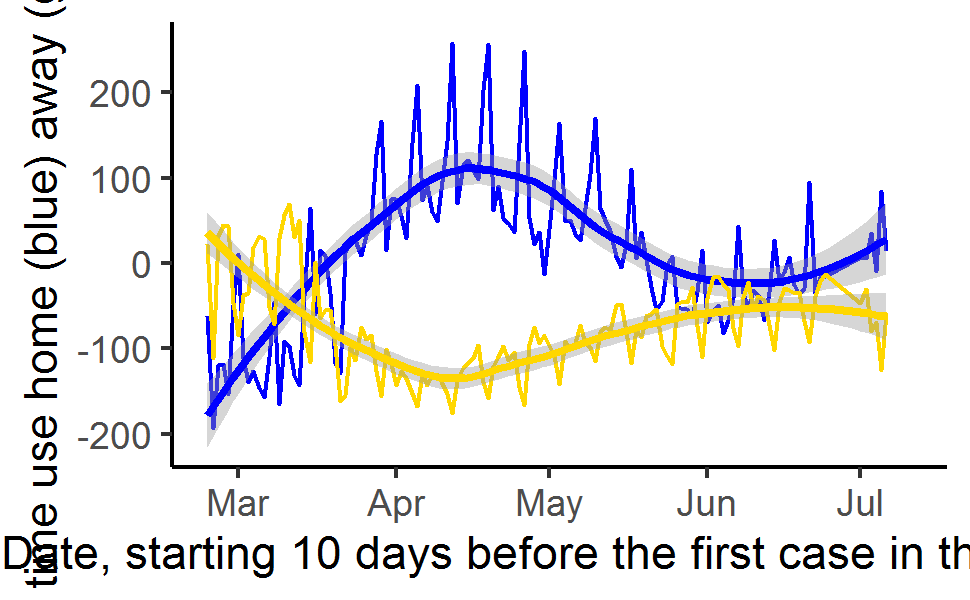 time use home (blue) away (
200
100
0
-100
-200
Mar Apr May Jun Jul
Date, starting 10 days before the first case in th